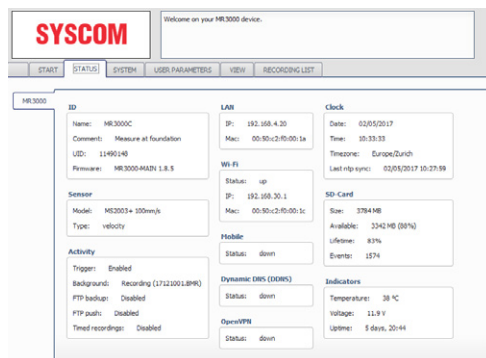 SYSCOM
Welcome on your MR3000 device.
START
STATUS
SYSTEM
USER PARAMETERS
VIEW
RECORDING LIST
MR3000
ID
Name: MR3000C
Comment: Measure at foundation
UID: 11490148
Firmware: MR3000-MAIN 1.8.5
Sensor
Model: MS2003+ 100mm/s
Type: velocity
Activity
Trigger: Enabled
Background: Recording (17121001.BMR)
FTP backup: Disabled
FTP push: Disabled
Timed recordings: Disabled
LAN
IP: 192.168.4.20
Mac: 00:50:c2:f0:00:1a
Wi-Fi
Status: up
IP: 192.168.30.1
Mac: 00:50:c2:f0:00:1c
Mobile
Status: down
Dynamic DNS (DDNS)
Status: down
OpenVPN
Status: down
Clock
Date: 02/05/2017
Time: 10:33:33
Timezone: Europe/Zurich
Last ntp sync: 02/05/2017 10:27:59
SD-Card
Size: 3784 MB
Available: 3342 MB (88%)
Lifetime: 83%
Events: 1574
Indicators
Temperature: 38 °C
Voltage: 11.9 V
Uptime: 5 days, 20:44